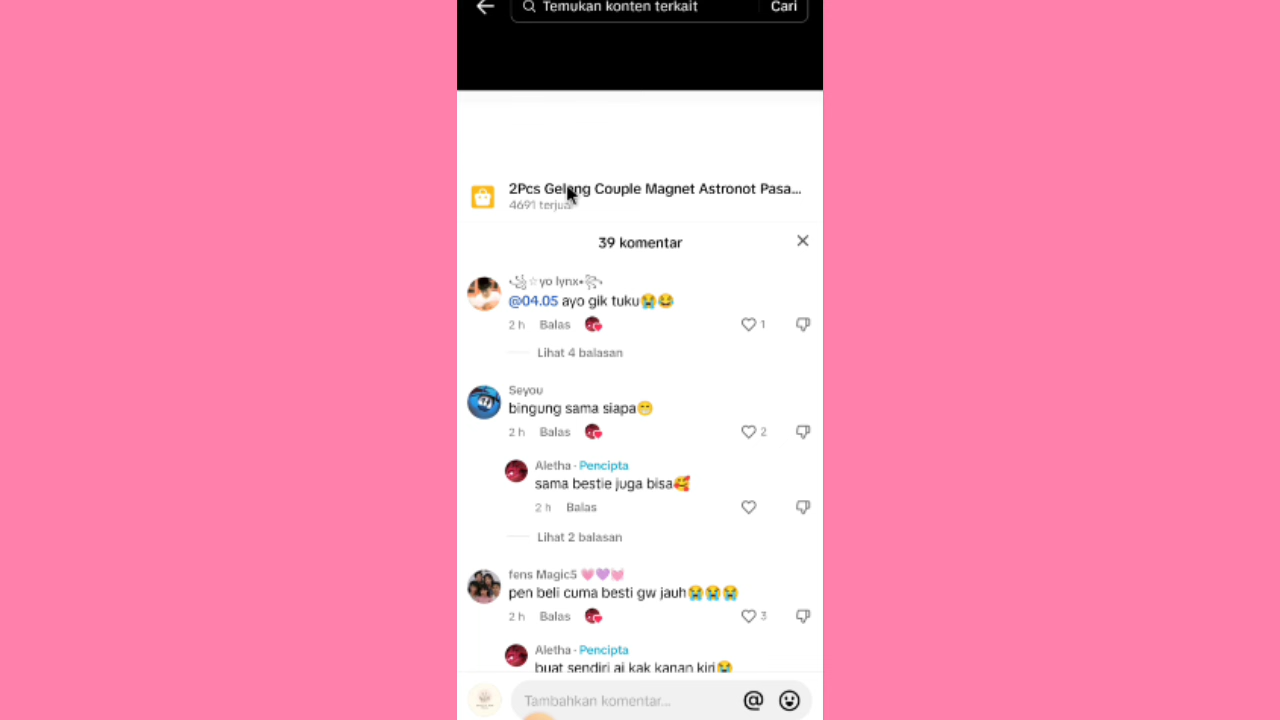 Temukan konten terkait Cari
2Pcs Gelang Couple Magnet Astronot Pasa...
4691 terjual
39 komentar
꧁☆yo lynx•꧂
@04.05 ayo gik tuku😭😂
2 h Balas 1
Lihat 4 balasan
Seyou
bingung sama siapa😁
2 h Balas 2
Aletha · Pencipta
sama bestie juga bisa🥰
2 h Balas
Lihat 2 balasan
fens Magic5 💗💜💓
pen beli cuma besti gw jauh😭😭😭
2 h Balas 3
Aletha · Pencipta
buat sendiri ai kak kanan kiri😭
Tambahkan komentar... @